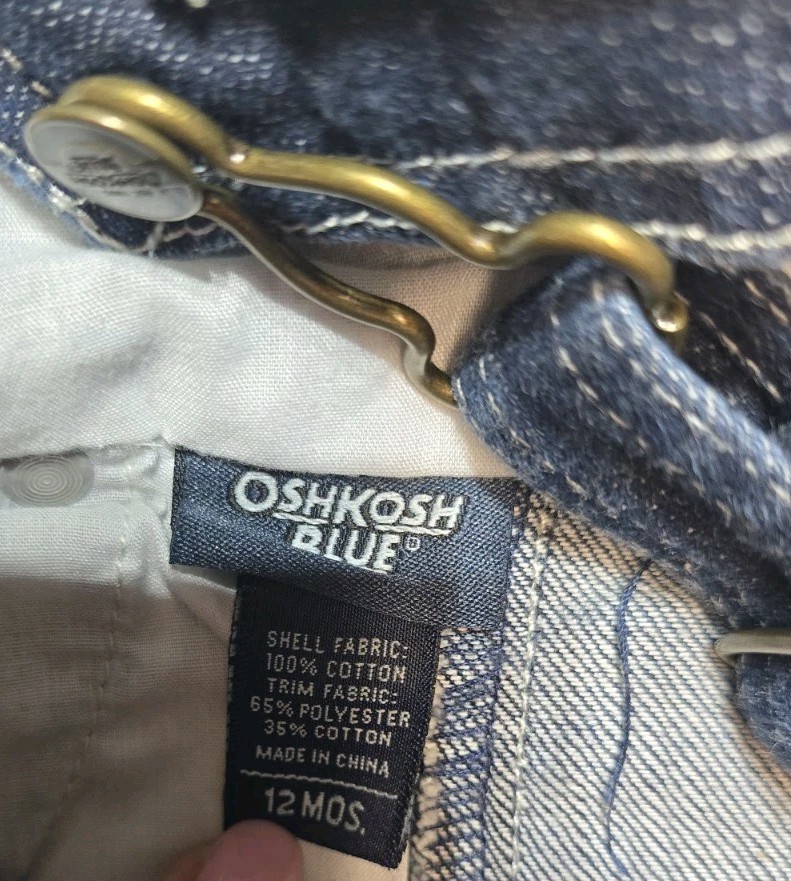 OSHKOSH
BLUE®
SHELL FABRIC:
100% COTTON
TRIM FABRIC:
65% POLYESTER
35% COTTON
MADE IN CHINA
12 MOS.